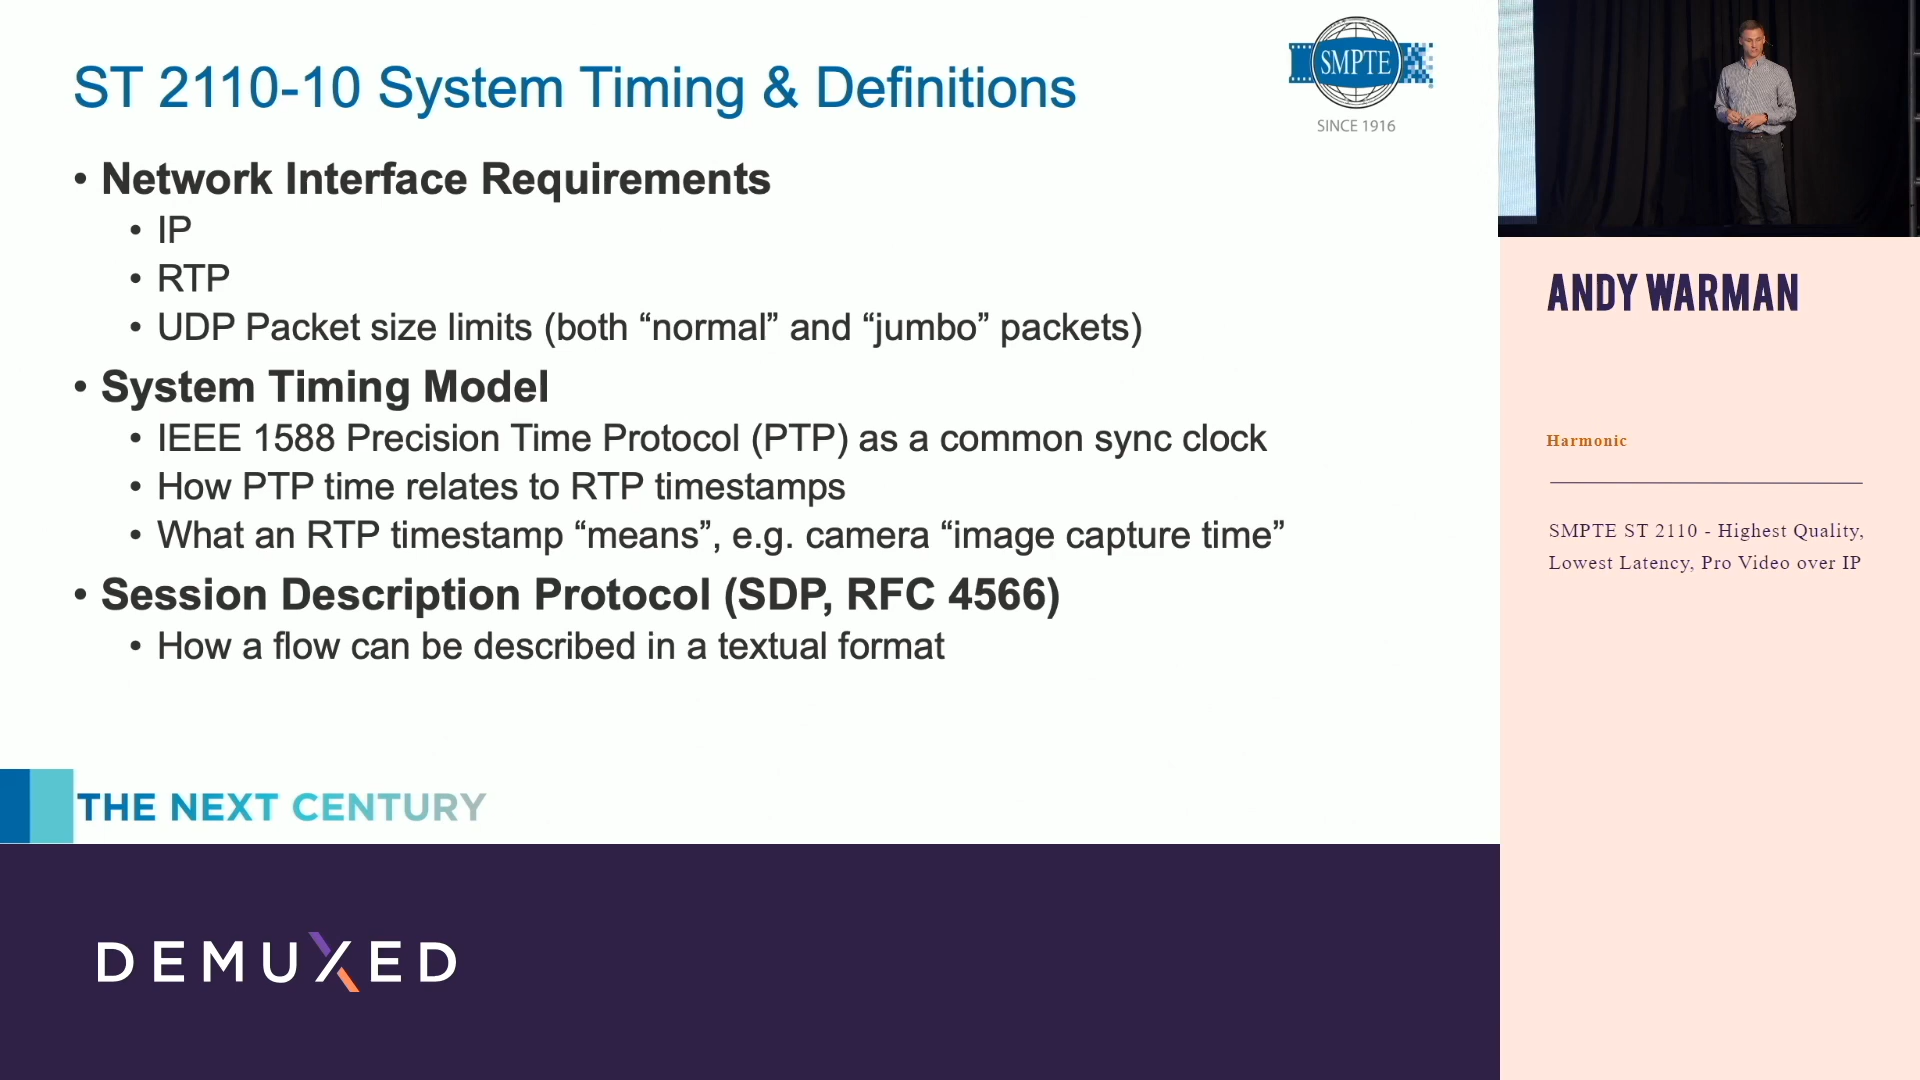 ST 2110-10 System Timing & Definitions
SMPTE
SINCE 1916
• Network Interface Requirements
• IP
• RTP
• UDP Packet size limits (both “normal” and “jumbo” packets)
• System Timing Model
• IEEE 1588 Precision Time Protocol (PTP) as a common sync clock
• How PTP time relates to RTP timestamps
• What an RTP timestamp “means”, e.g. camera “image capture time”
• Session Description Protocol (SDP, RFC 4566)
• How a flow can be described in a textual format
THE NEXT CENTURY
DEMUXED
ANDY WARMAN
Harmonic
SMPTE ST 2110 - Highest Quality,
Lowest Latency, Pro Video over IP